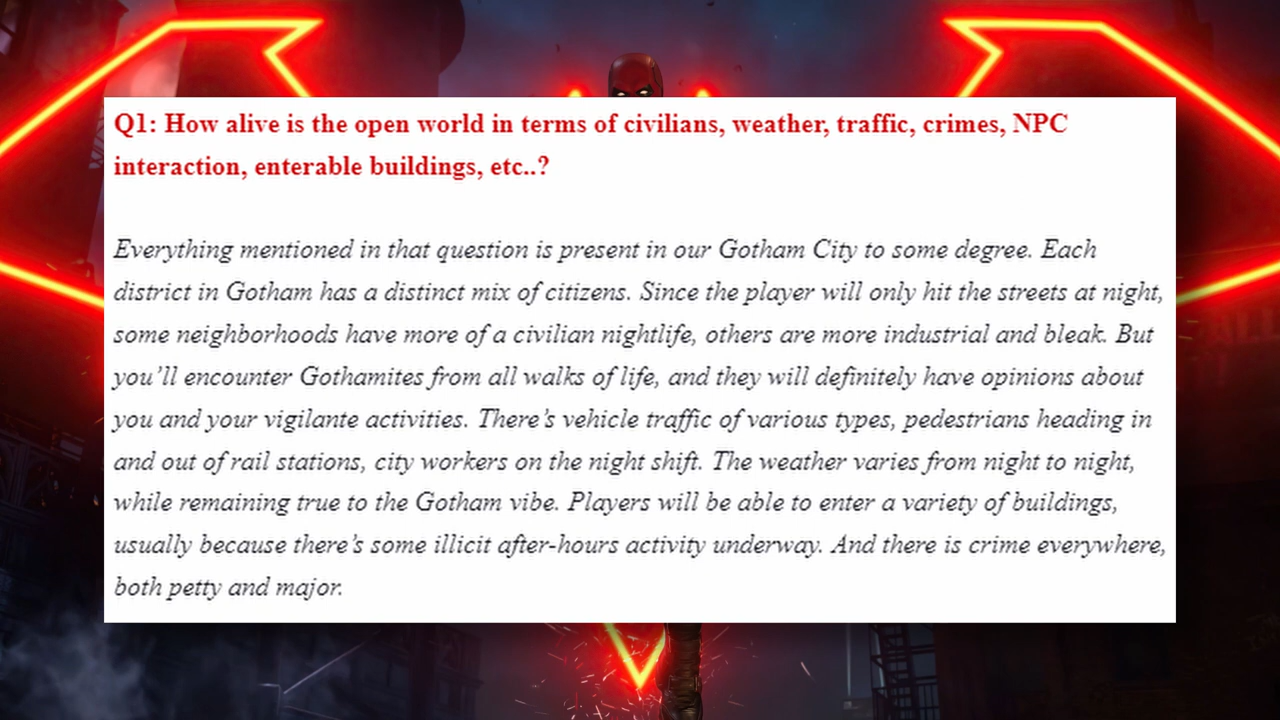 Q1: How alive is the open world in terms of civilians, weather, traffic, crimes, NPC
interaction, enterable buildings, etc..?
Everything mentioned in that question is present in our Gotham City to some degree. Each
district in Gotham has a distinct mix of citizens. Since the player will only hit the streets at night,
some neighborhoods have more of a civilian nightlife, others are more industrial and bleak. But
you’ll encounter Gothamites from all walks of life, and they will definitely have opinions about
you and your vigilante activities. There’s vehicle traffic of various types, pedestrians heading in
and out of rail stations, city workers on the night shift. The weather varies from night to night,
while remaining true to the Gotham vibe. Players will be able to enter a variety of buildings,
usually because there’s some illicit after-hours activity underway. And there is crime everywhere,
both petty and major.